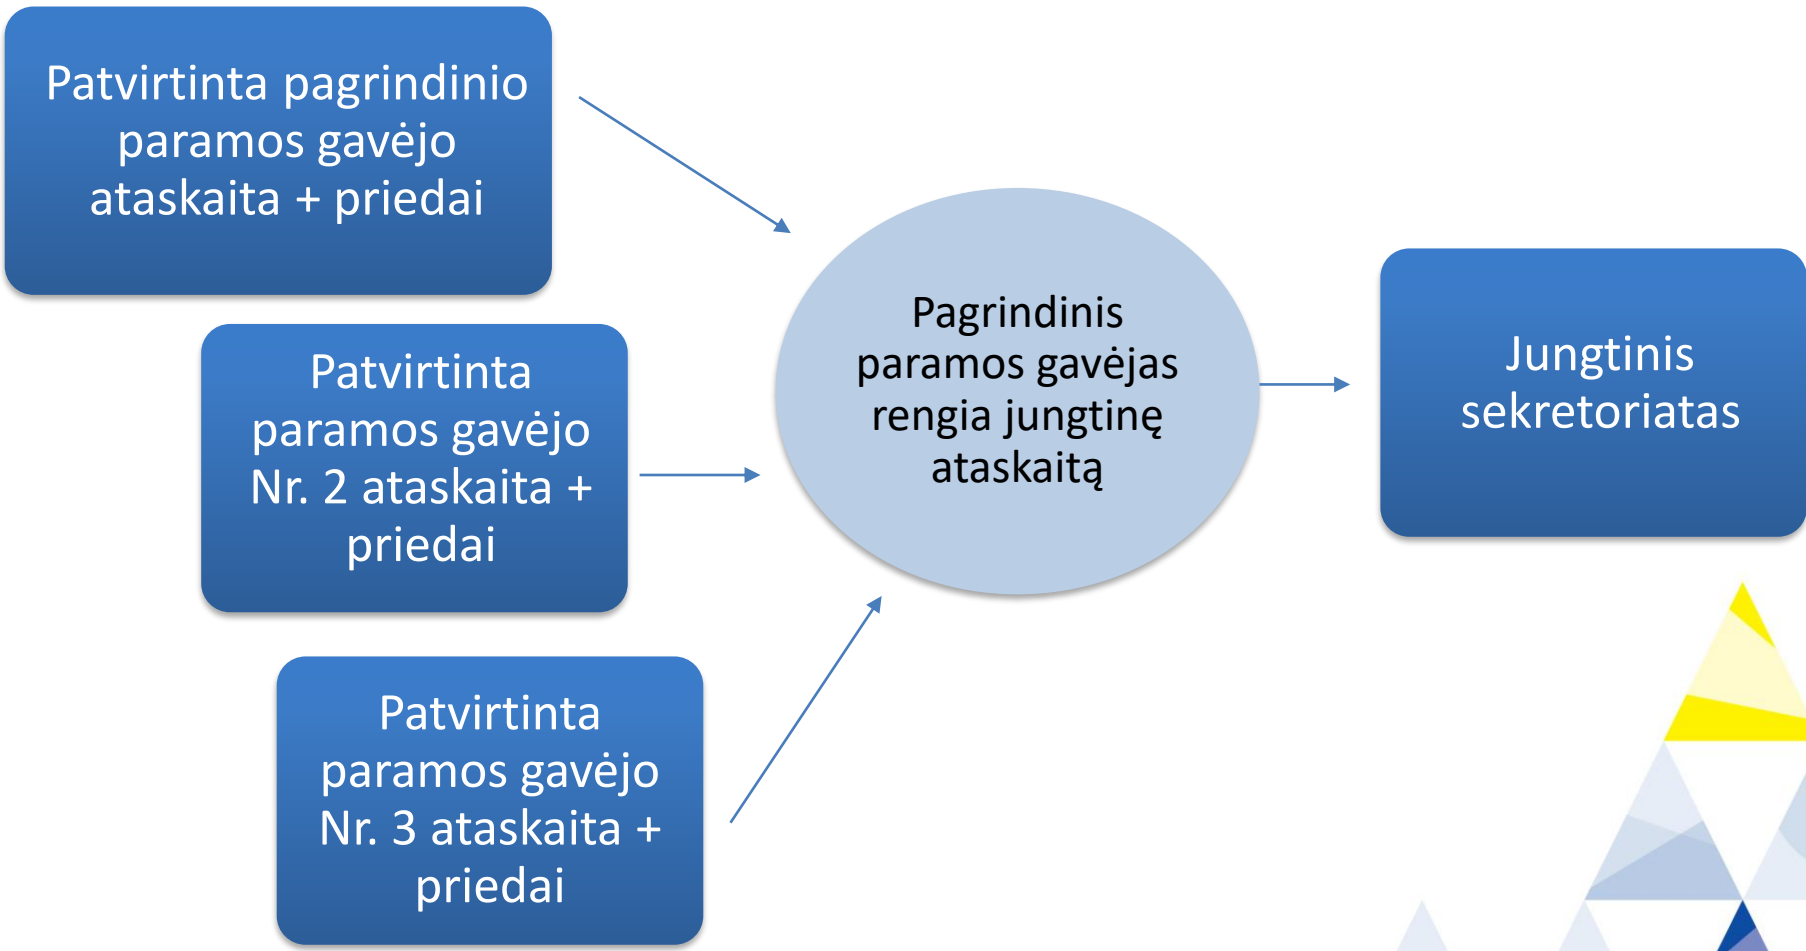 Patvirtinta pagrindinio
paramos gavėjo
ataskaita + priedai
Patvirtinta
paramos gavėjo
Nr. 2 ataskaita +
priedai
Patvirtinta
paramos gavėjo
Nr. 3 ataskaita +
priedai
Pagrindinis
paramos gavėjas
rengia jungtinę
ataskaitą
Jungtinis
sekretoriatas